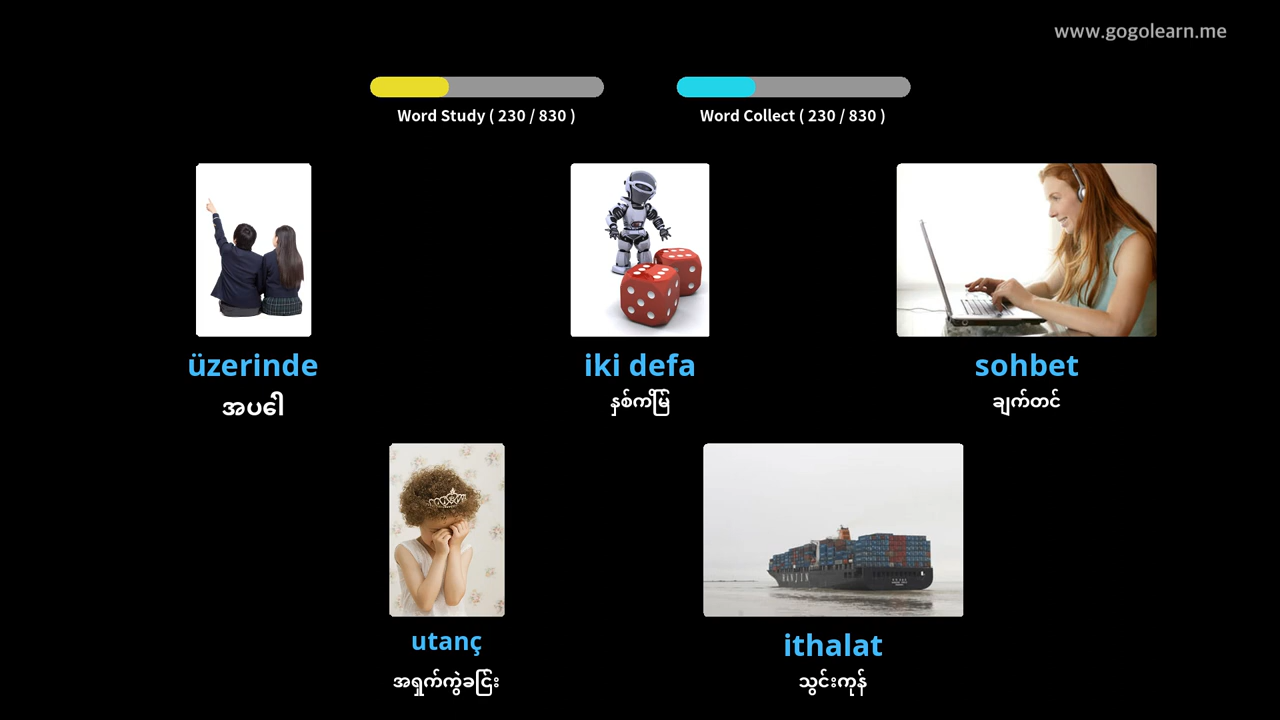 www.gogolearn.me
Word Study ( 230 / 830 )
Word Collect ( 230 / 830 )
üzerinde
iki defa
sohbet
အပေါ်
နှစ်ကြိမ်
ချက်တင်
HANJIN
utanç
ithalat
အရှက်ကွဲခြင်း
သွင်းကုန်